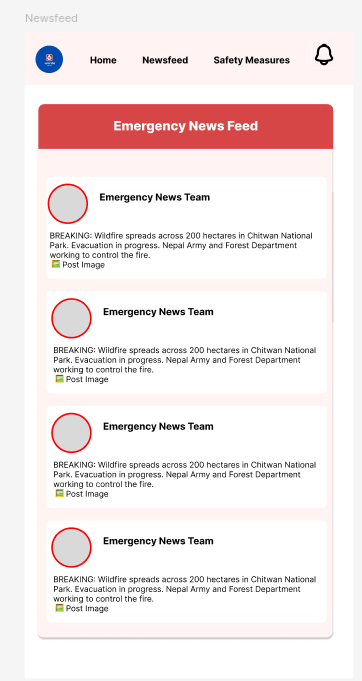 Newsfeed
Home Newsfeed Safety Measures
Emergency News Feed
Emergency News Team
BREAKING: Wildfire spreads across 200 hectares in Chitwan National
Park. Evacuation in progress. Nepal Army and Forest Department
working to control the fire.
Post Image
Emergency News Team
BREAKING: Wildfire spreads across 200 hectares in Chitwan National
Park. Evacuation in progress. Nepal Army and Forest Department
working to control the fire.
Post Image
Emergency News Team
BREAKING: Wildfire spreads across 200 hectares in Chitwan National
Park. Evacuation in progress. Nepal Army and Forest Department
working to control the fire.
Post Image
Emergency News Team
BREAKING: Wildfire spreads across 200 hectares in Chitwan National
Park. Evacuation in progress. Nepal Army and Forest Department
working to control the fire.
Post Image